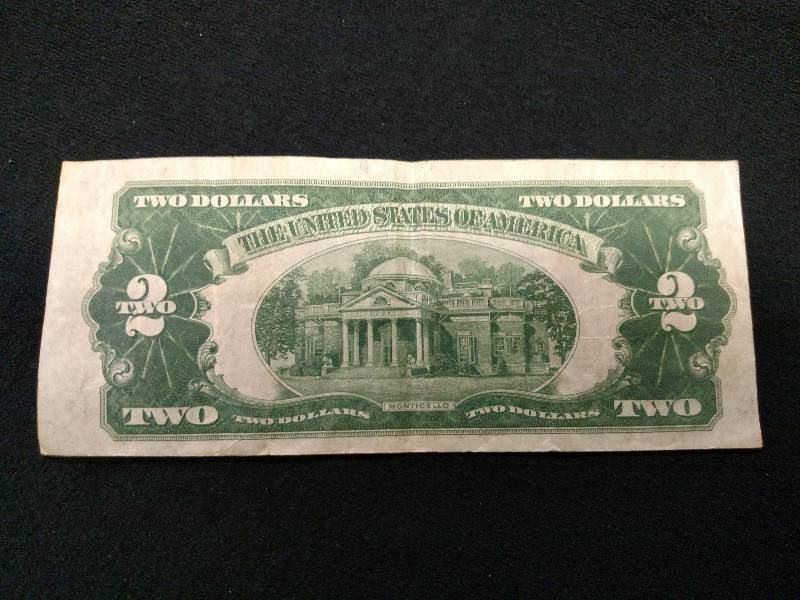 TWO DOLLARS TWO DOLLARS
THE UNITED STATES OF AMERICA
2 2
TWO TWO
TWO TWO DOLLARS MONTICELLO TWO DOLLARS TWO